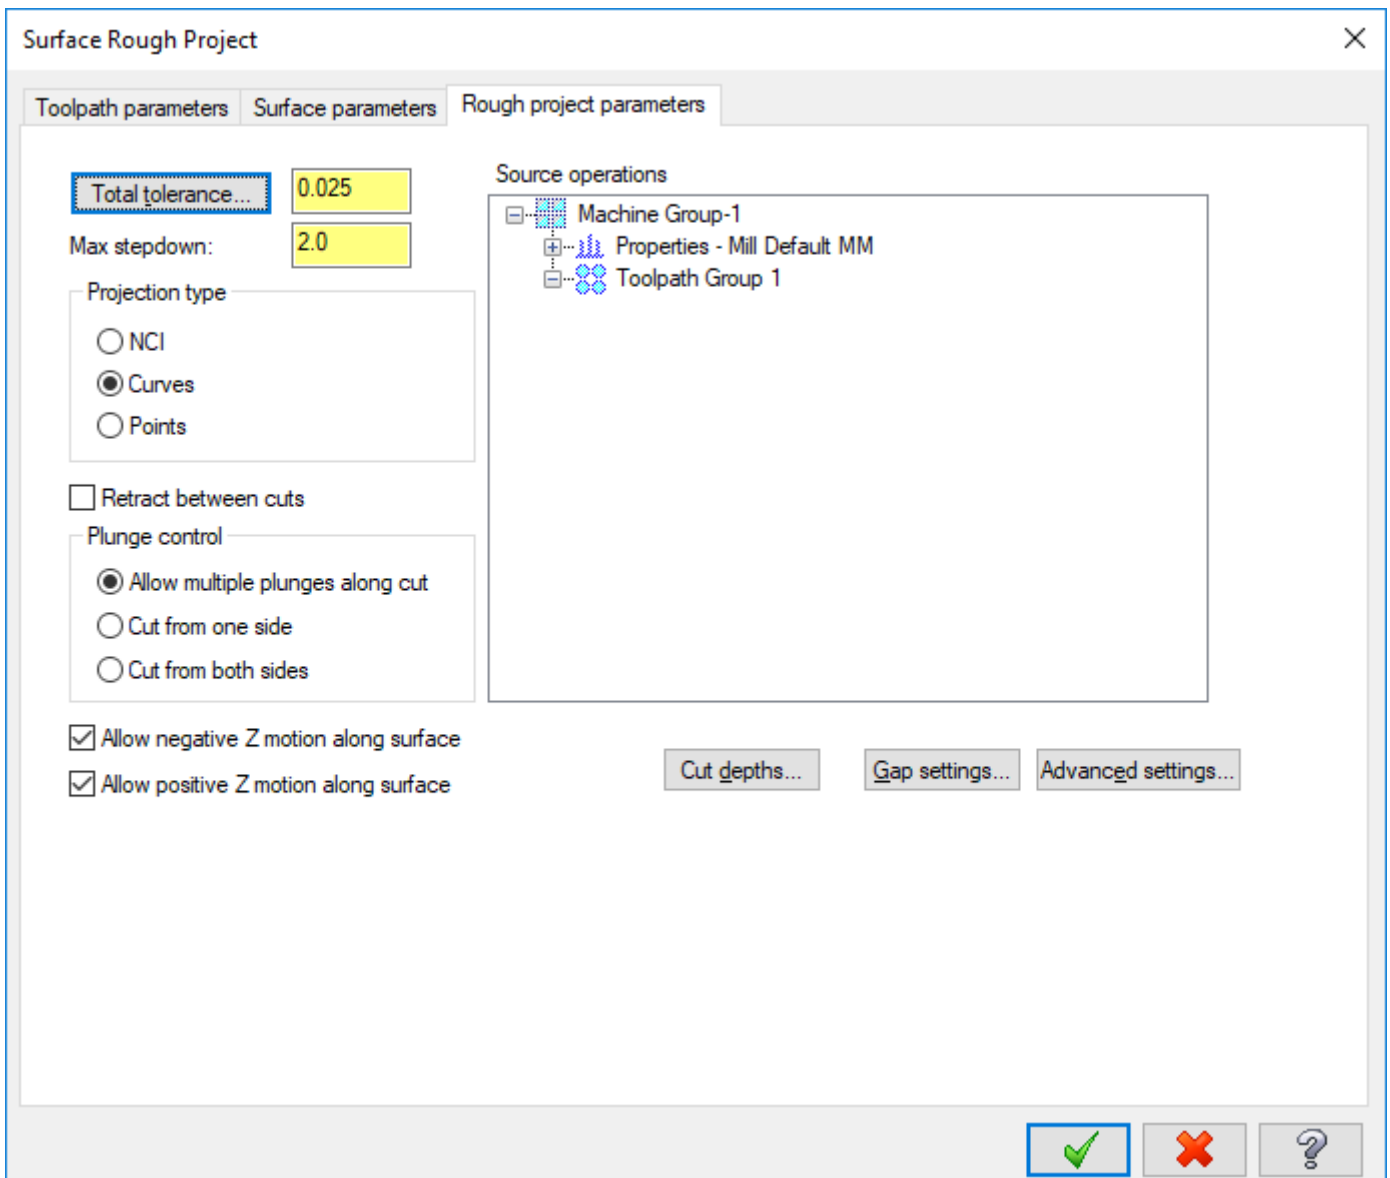 Surface Rough Project
Toolpath parameters
Surface parameters
Rough project parameters
Total tolerance...
0.025
Max stepdown:
2.0
Projection type
NCI
Curves
Points
Retract between cuts
Plunge control
Allow multiple plunges along cut
Cut from one side
Cut from both sides
Allow negative Z motion along surface
Allow positive Z motion along surface
Source operations
Machine Group-1
Properties - Mill Default MM
Toolpath Group 1
Cut depths...
Gap settings...
Advanced settings...